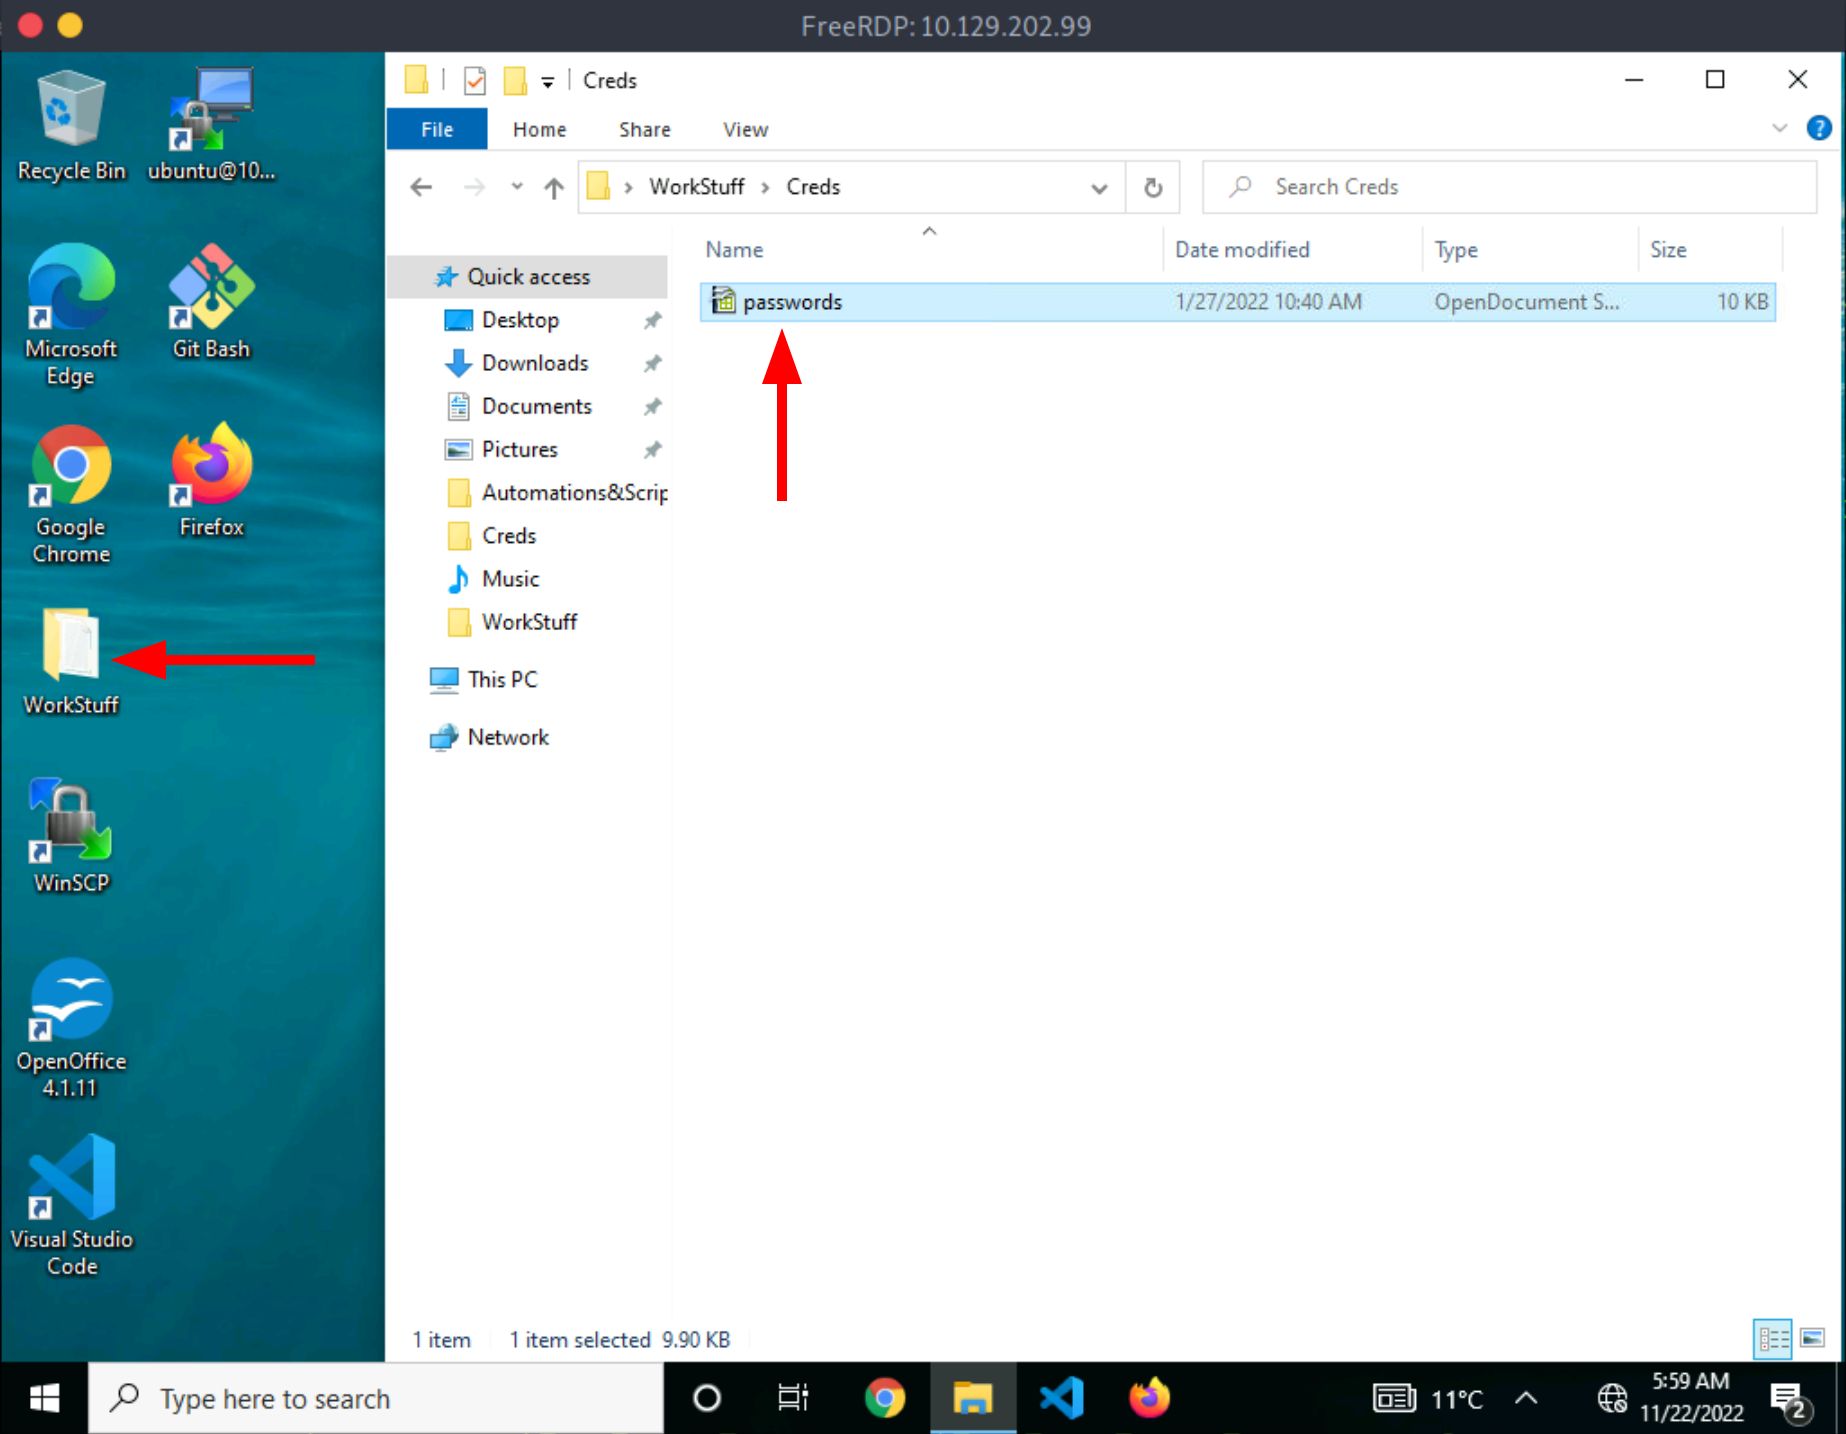 FreeRDP: 10.129.202.99
Recycle Bin
ubuntu@10...
Microsoft
Edge
Git Bash
Google
Chrome
Firefox
WorkStuff
WinSCP
OpenOffice
4.1.11
Visual Studio
Code
Creds
File Home Share View
WorkStuff Creds
Search Creds
Name Date modified Type Size
passwords 1/27/2022 10:40 AM OpenDocument S... 10 KB
Quick access
Desktop
Downloads
Documents
Pictures
Automations&Scrip
Creds
Music
WorkStuff
This PC
Network
1 item 1 item selected 9.90 KB
Type here to search
11°C
5:59 AM
11/22/2022
2